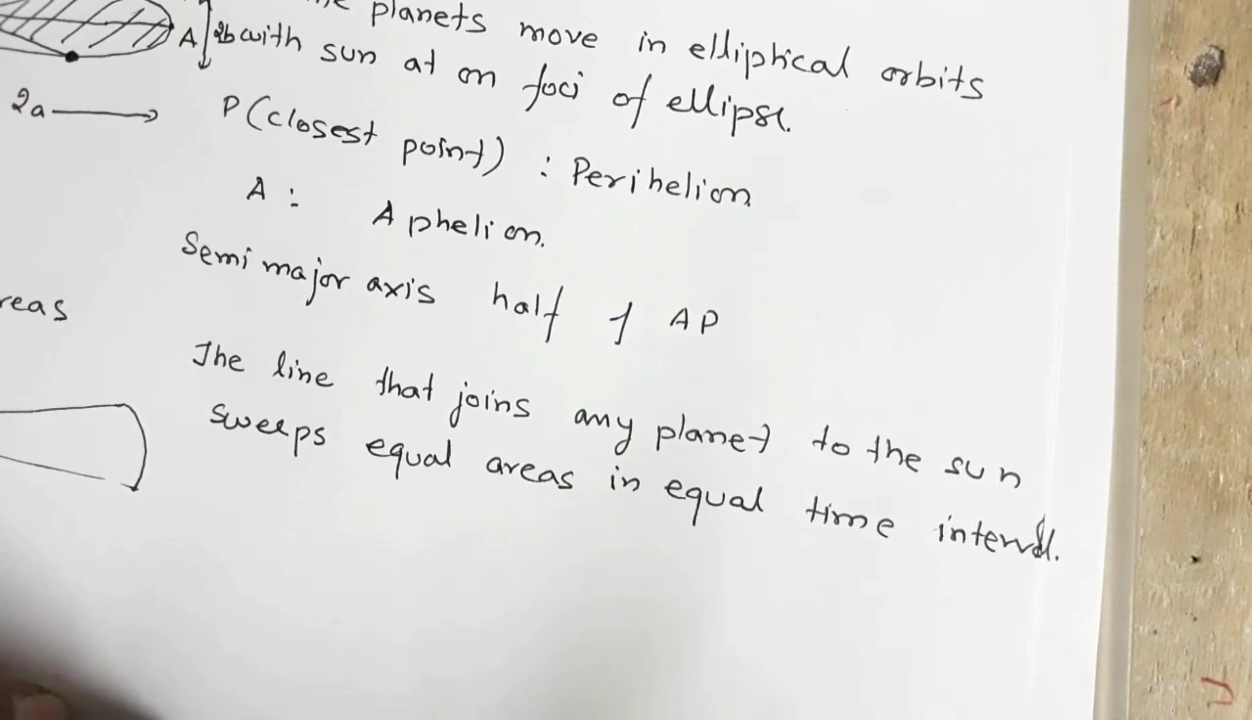 planets move in elliptical orbits
A 2b with sun at on foci of ellipse.
2a
P (closest point) : Perihelion
A : Aphelion.
Semi major axis half of AP
reas
The line that joins any planet to the sun
sweeps equal areas in equal time interval.